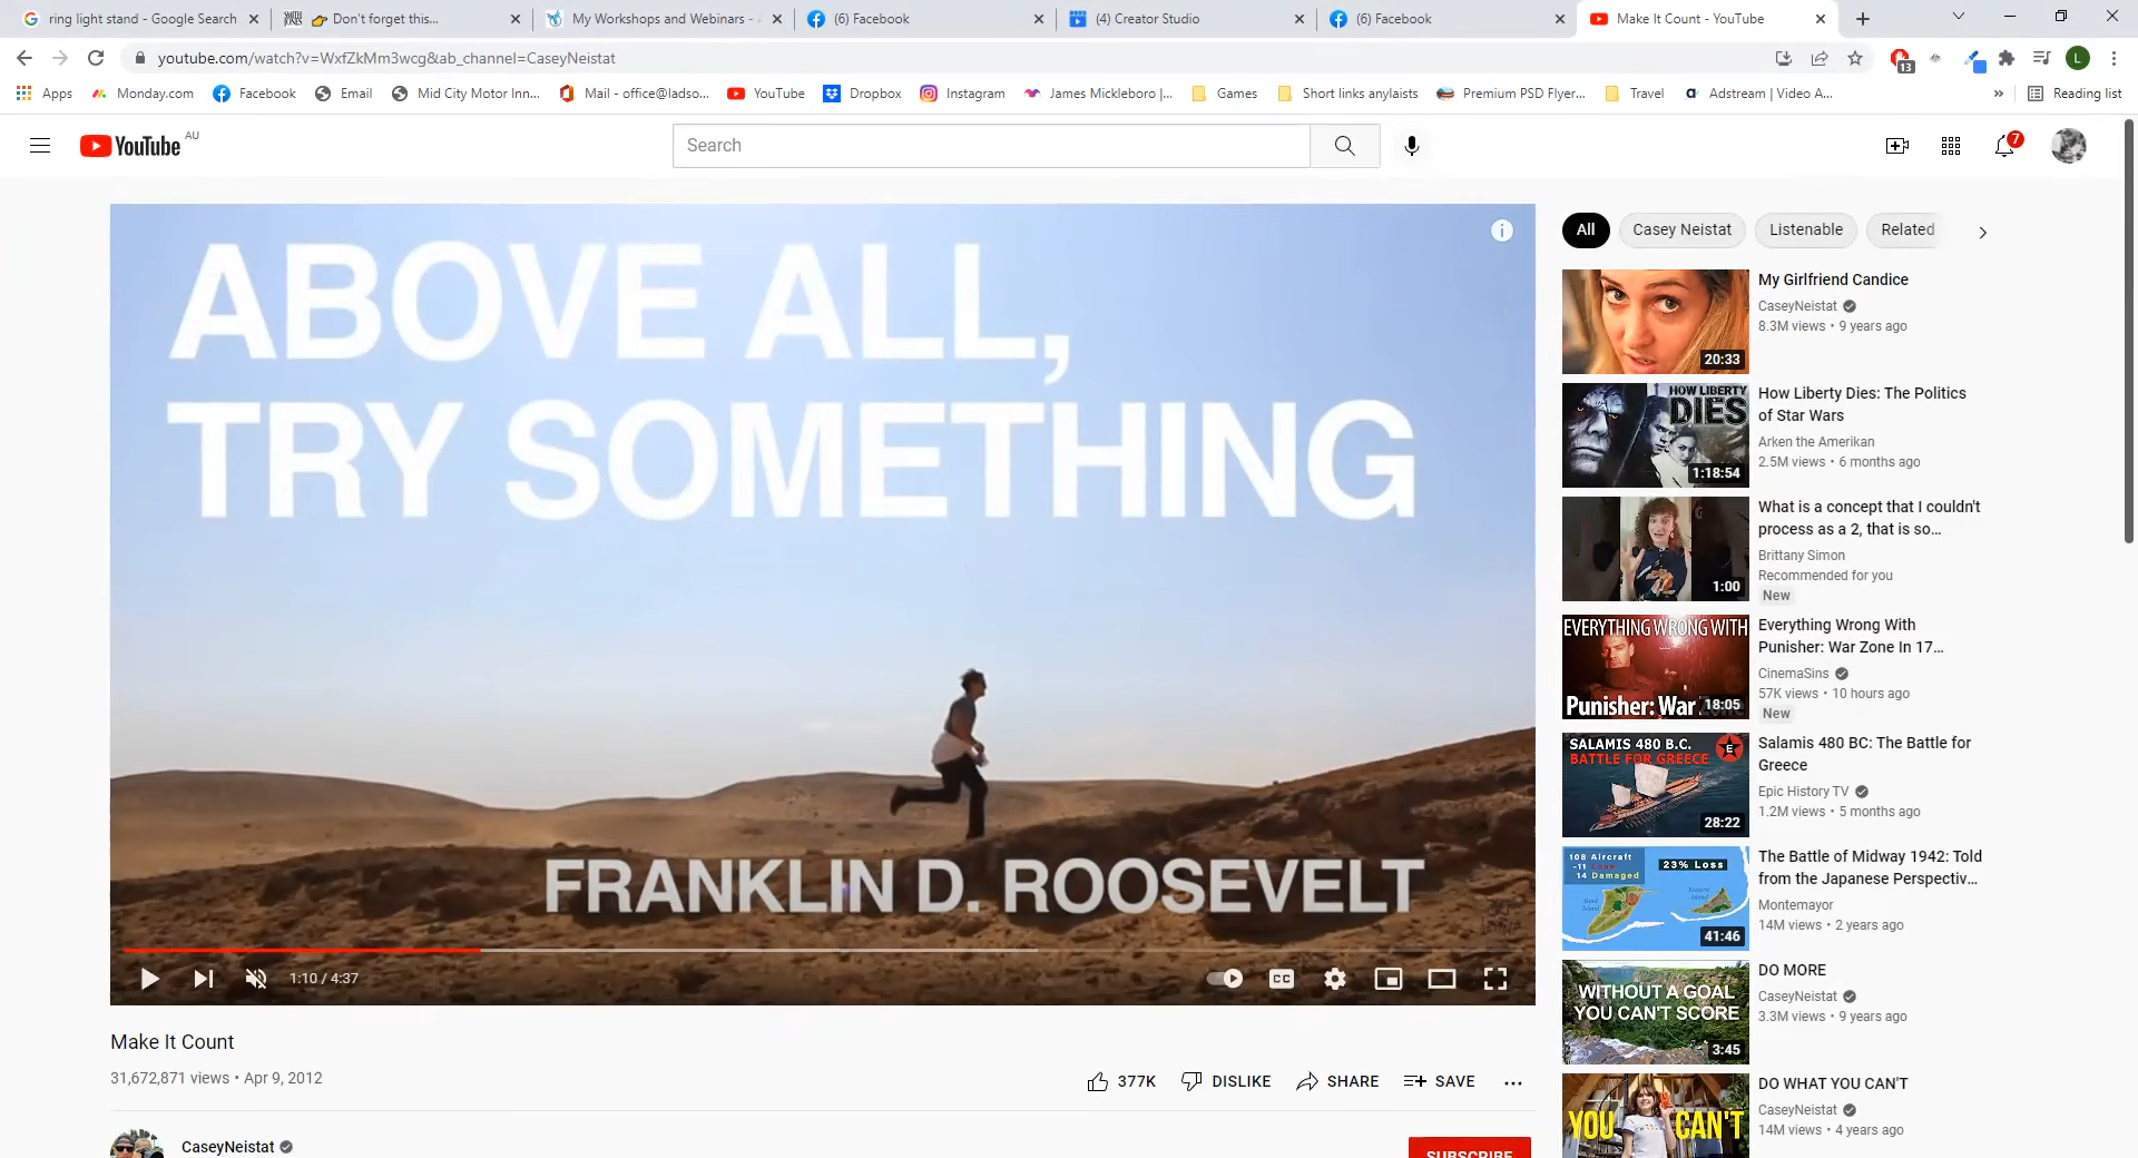 ring light stand - Google Search
Don't forget this...
My Workshops and Webinars -
(6) Facebook
(4) Creator Studio
(6) Facebook
Make It Count - YouTube
youtube.com/watch?v=WxfZkMm3wcg&ab_channel=CaseyNeistat
13
L
Apps
Monday.com
Facebook
Email
Mid City Motor Inn...
Mail - office@ladso...
YouTube
Dropbox
Instagram
James Mickleboro |...
Games
Short links anylaists
Premium PSD Flyer...
Travel
Adstream | Video A...
»
Reading list
YouTube AU
Search
7
ABOVE ALL,
TRY SOMETHING
FRANKLIN D. ROOSEVELT
1:10 / 4:37
CC
Make It Count
31,672,871 views • Apr 9, 2012
377K
DISLIKE
SHARE
SAVE
CaseyNeistat
SUBSCRIBE
All
Casey Neistat
Listenable
Related
20:33
My Girlfriend Candice
CaseyNeistat
8.3M views • 9 years ago
HOW LIBERTY
DIES
1:18:54
How Liberty Dies: The Politics
of Star Wars
Arken the Amerikan
2.5M views • 6 months ago
1:00
What is a concept that I couldn't
process as a 2, that is so...
Brittany Simon
Recommended for you
New
EVERYTHING WRONG WITH
Punisher: War
18:05
Everything Wrong With
Punisher: War Zone In 17...
CinemaSins
57K views • 10 hours ago
New
SALAMIS 480 B.C.
BATTLE FOR GREECE
E
28:22
Salamis 480 BC: The Battle for
Greece
Epic History TV
1.2M views • 5 months ago
108 Aircraft
14 Damaged
23% Loss
41:46
The Battle of Midway 1942: Told
from the Japanese Perspectiv...
Montemayor
14M views • 2 years ago
WITHOUT A GOAL
YOU CAN'T SCORE
3:45
DO MORE
CaseyNeistat
3.3M views • 9 years ago
YOU CAN'T
DO WHAT YOU CAN'T
CaseyNeistat
14M views • 4 years ago